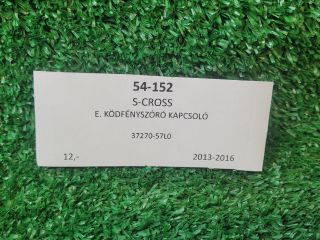 54-152
S-CROSS
E. KÖDFÉNYSZÓRÓ KAPCSOLÓ
37270-57L0
12,- 2013-2016